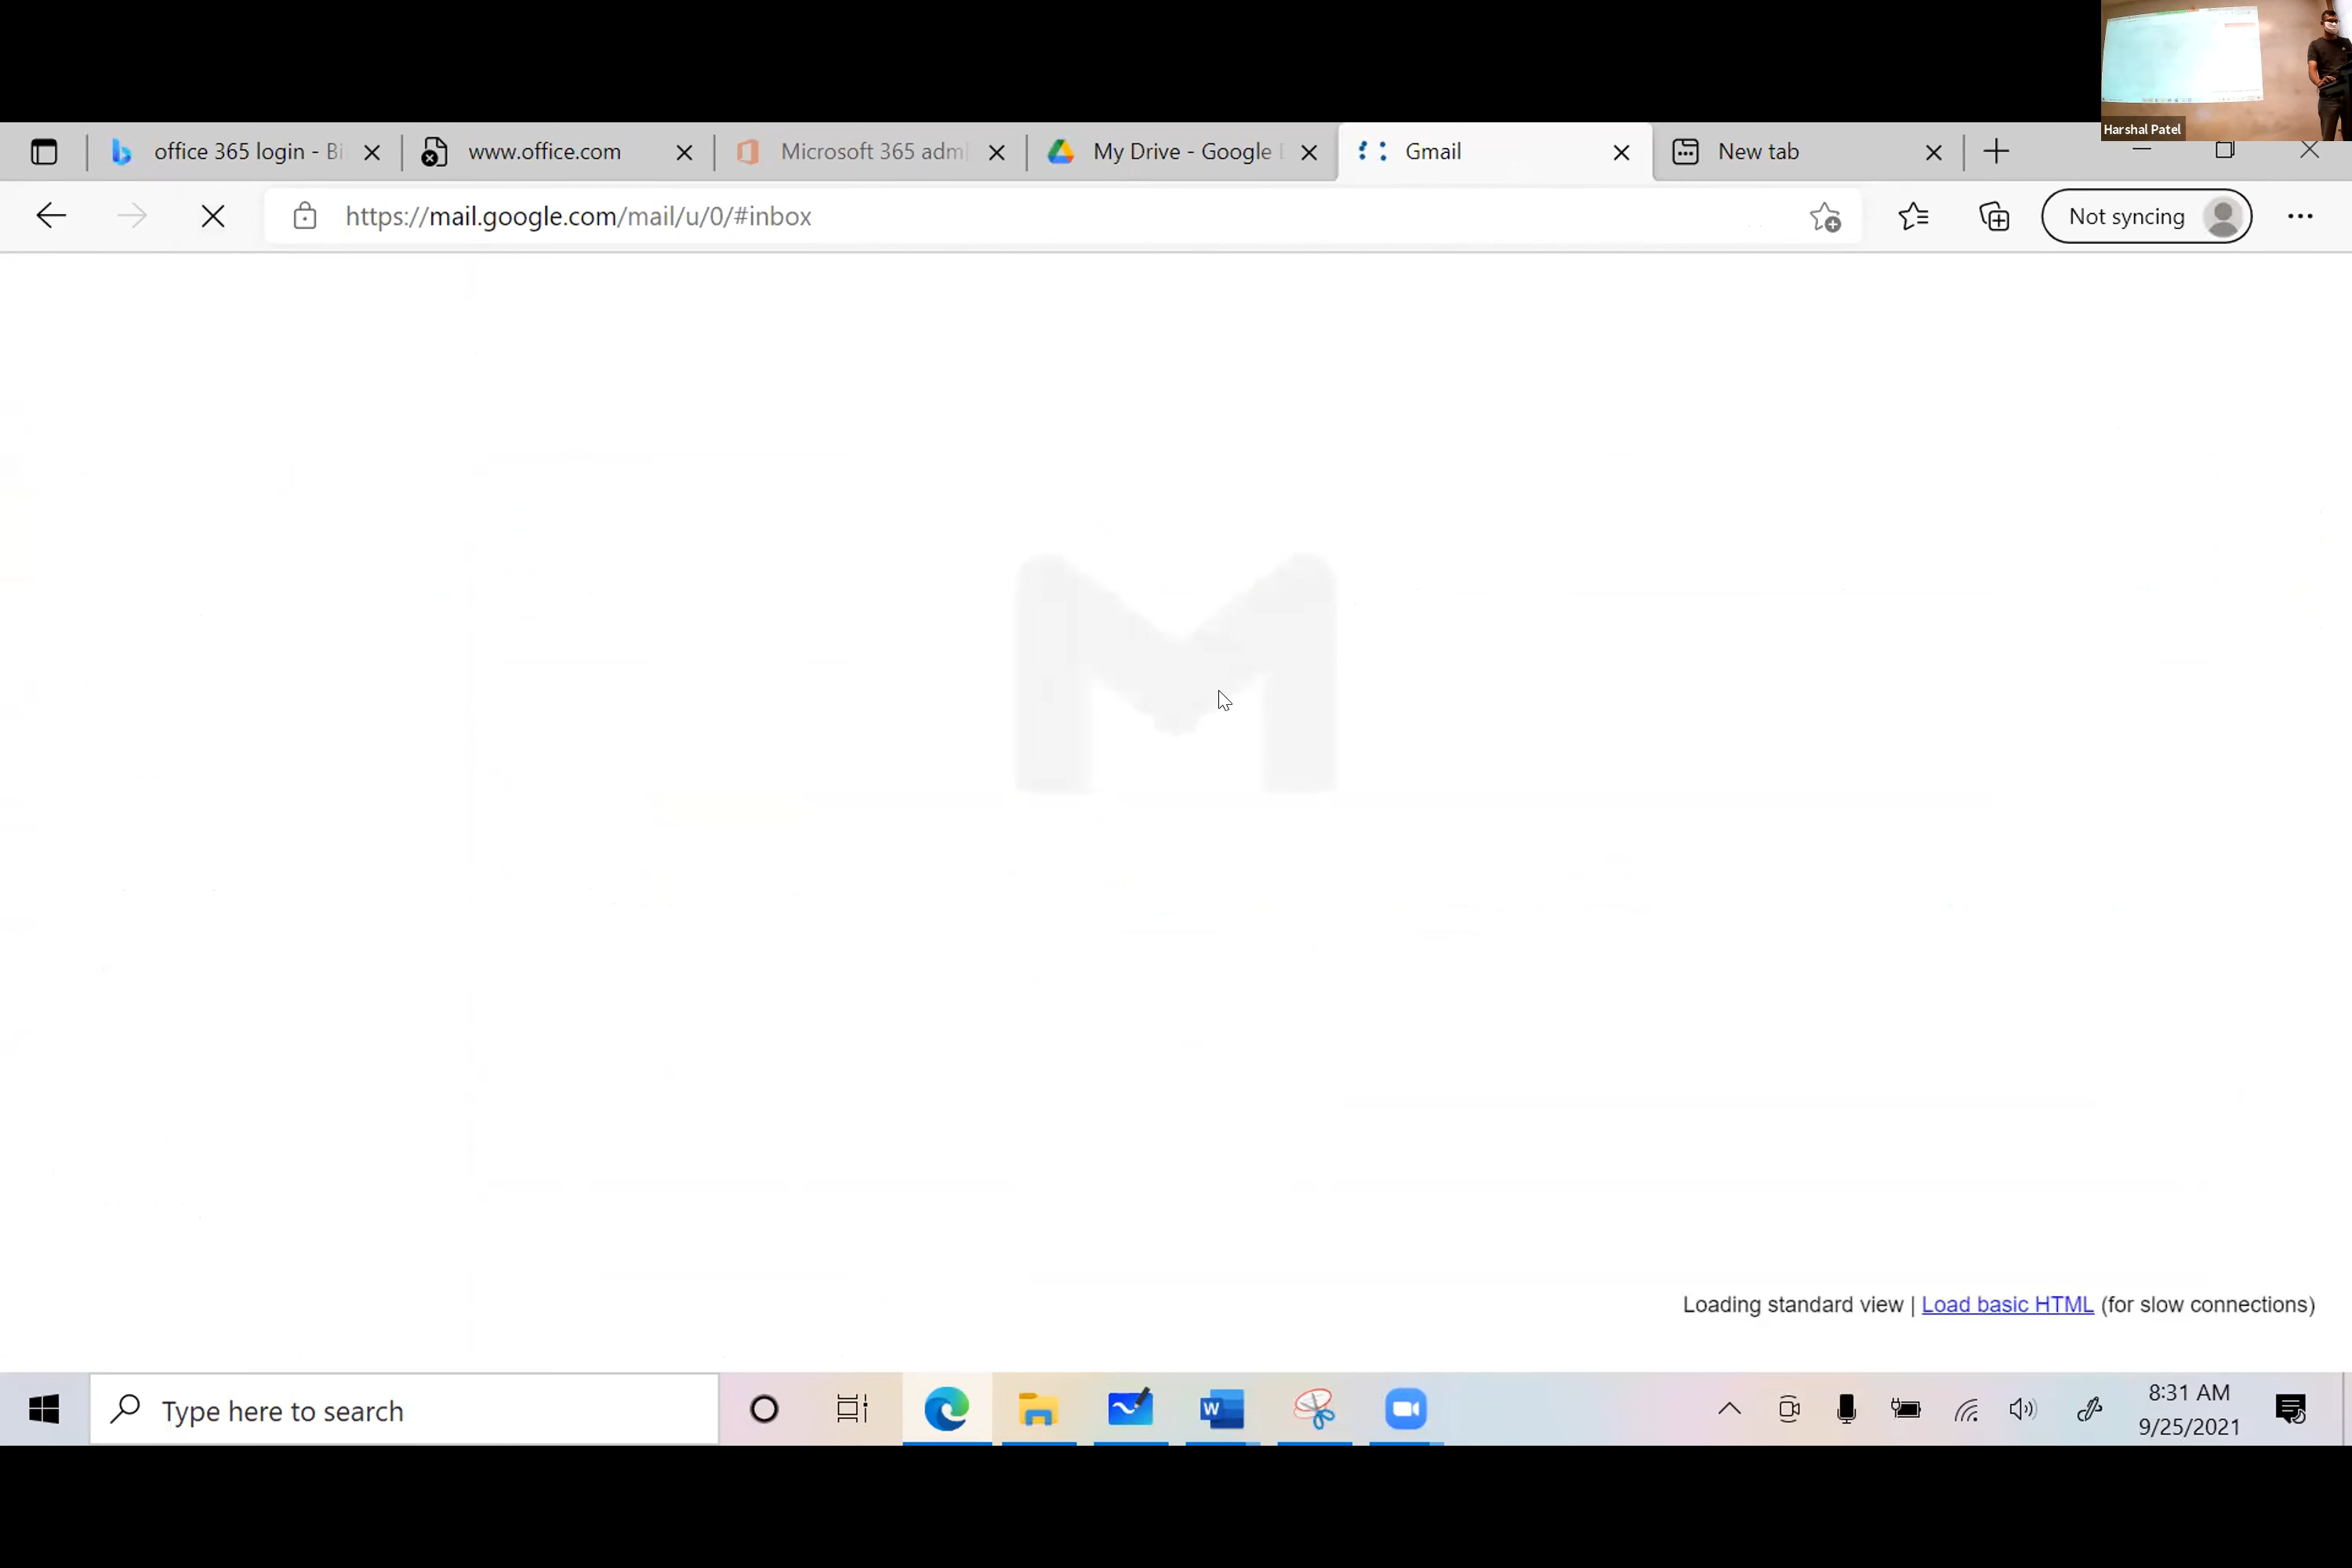 Harshal Patel
office 365 login - Bi
www.office.com
Microsoft 365 adm
My Drive - Google
Gmail
New tab
https://mail.google.com/mail/u/0/#inbox
Not syncing
Loading standard view | Load basic HTML (for slow connections)
Type here to search
8:31 AM
9/25/2021